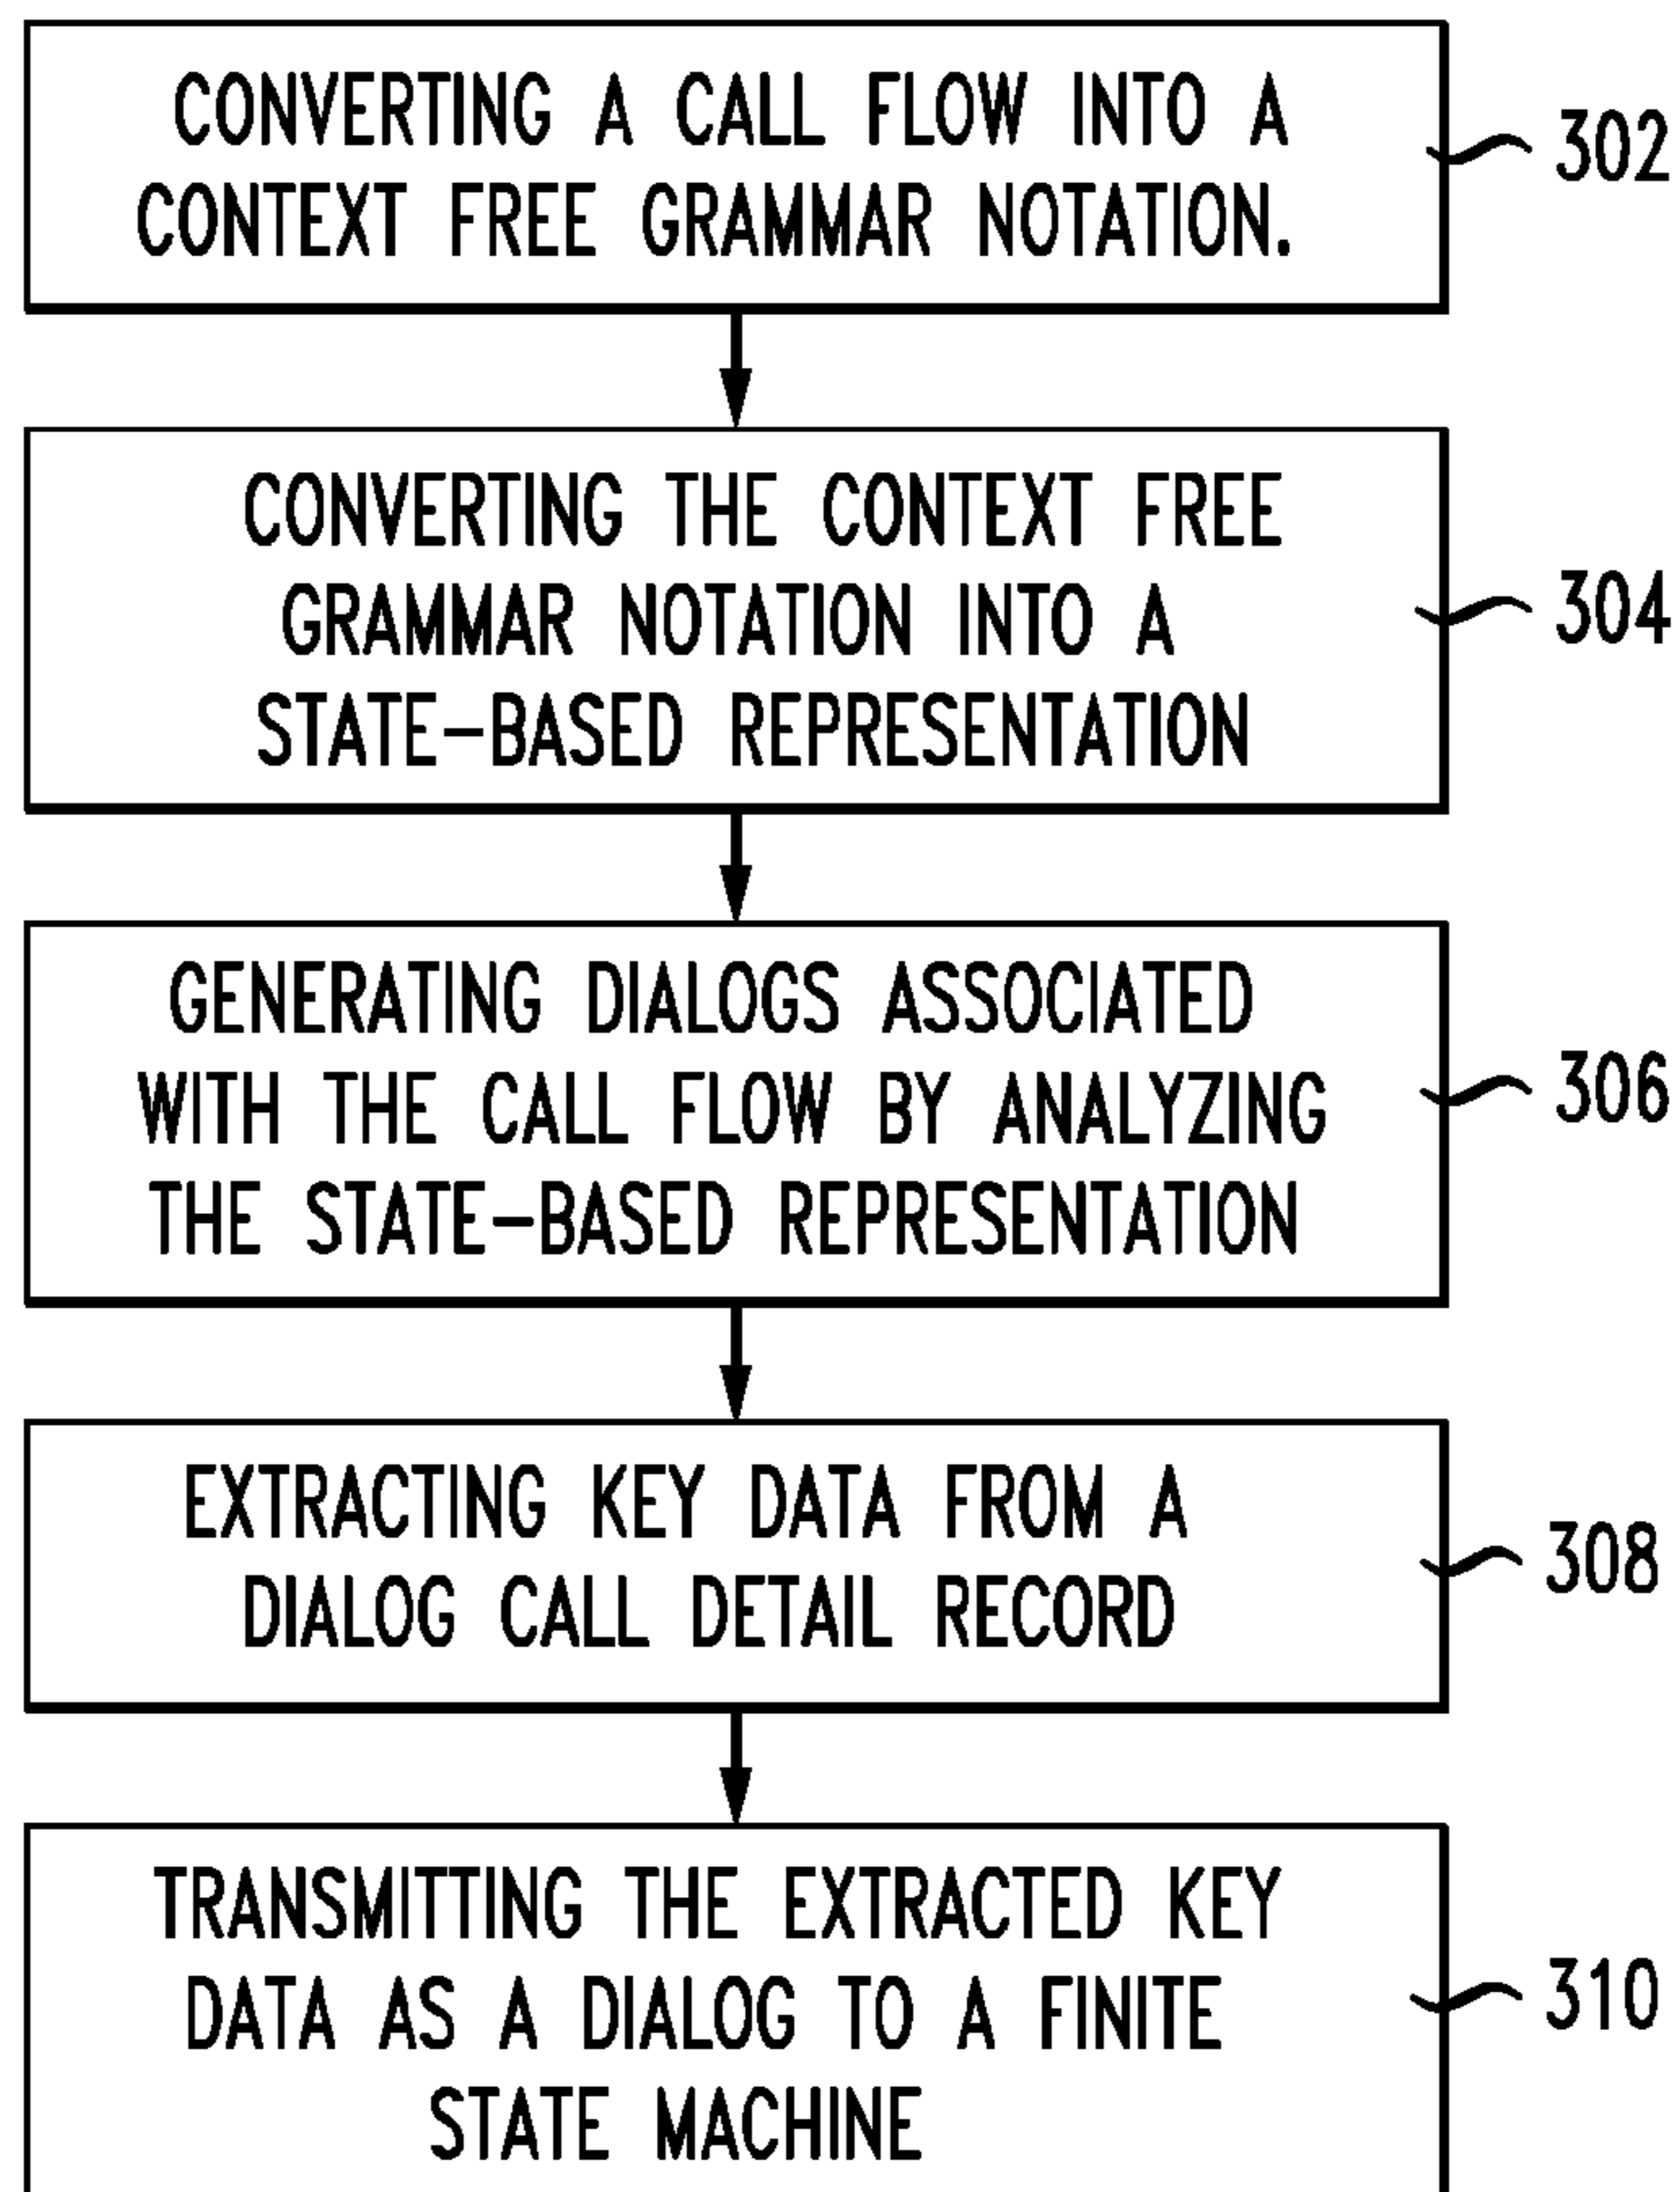 CONVERTING A CALL FLOW INTO A
CONTEXT FREE GRAMMAR NOTATION.
302
CONVERTING THE CONTEXT FREE
GRAMMAR NOTATION INTO A
STATE-BASED REPRESENTATION
304
GENERATING DIALOGS ASSOCIATED
WITH THE CALL FLOW BY ANALYZING
THE STATE-BASED REPRESENTATION
306
EXTRACTING KEY DATA FROM A
DIALOG CALL DETAIL RECORD
308
TRANSMITTING THE EXTRACTED KEY
DATA AS A DIALOG TO A FINITE
STATE MACHINE
310